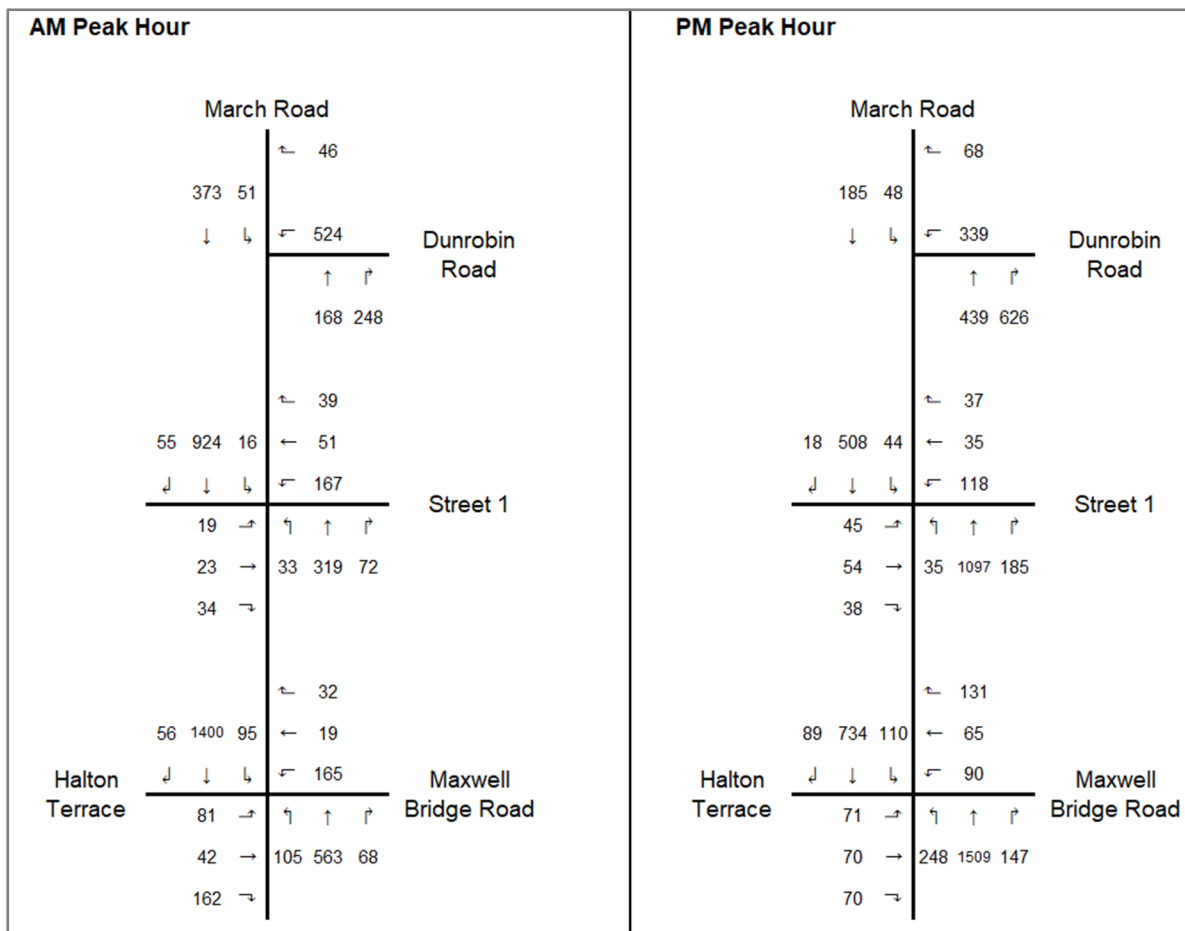 AM Peak Hour
March Road
46
373 51
524
Dunrobin
Road
168 248
39
55 924 16 51
167
Street 1
19
23 33 319 72
34
32
56 1400 95 19
165
Halton
Terrace
Maxwell
Bridge Road
81
42 105 563 68
162
PM Peak Hour
March Road
68
185 48
339
Dunrobin
Road
439 626
37
18 508 44 35
118
Street 1
45
54 35 1097 185
38
131
89 734 110 65
90
Halton
Terrace
Maxwell
Bridge Road
71
70 248 1509 147
70